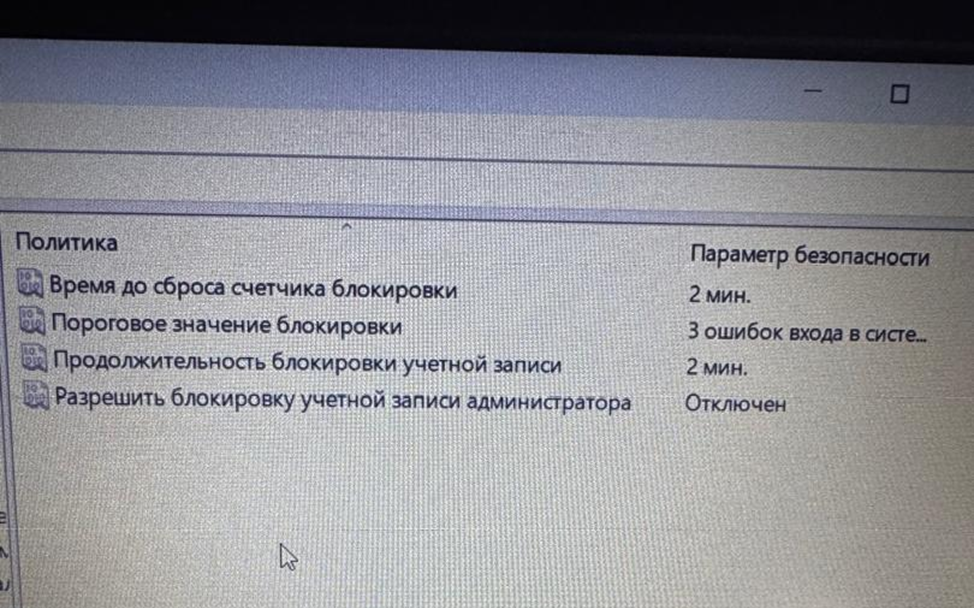 Политика
Параметр безопасности
Время до сброса счетчика блокировки
2 мин.
Пороговое значение блокировки
3 ошибок входа в систе...
Продолжительность блокировки учетной записи
2 мин.
Разрешить блокировку учетной записи администратора
Отключен